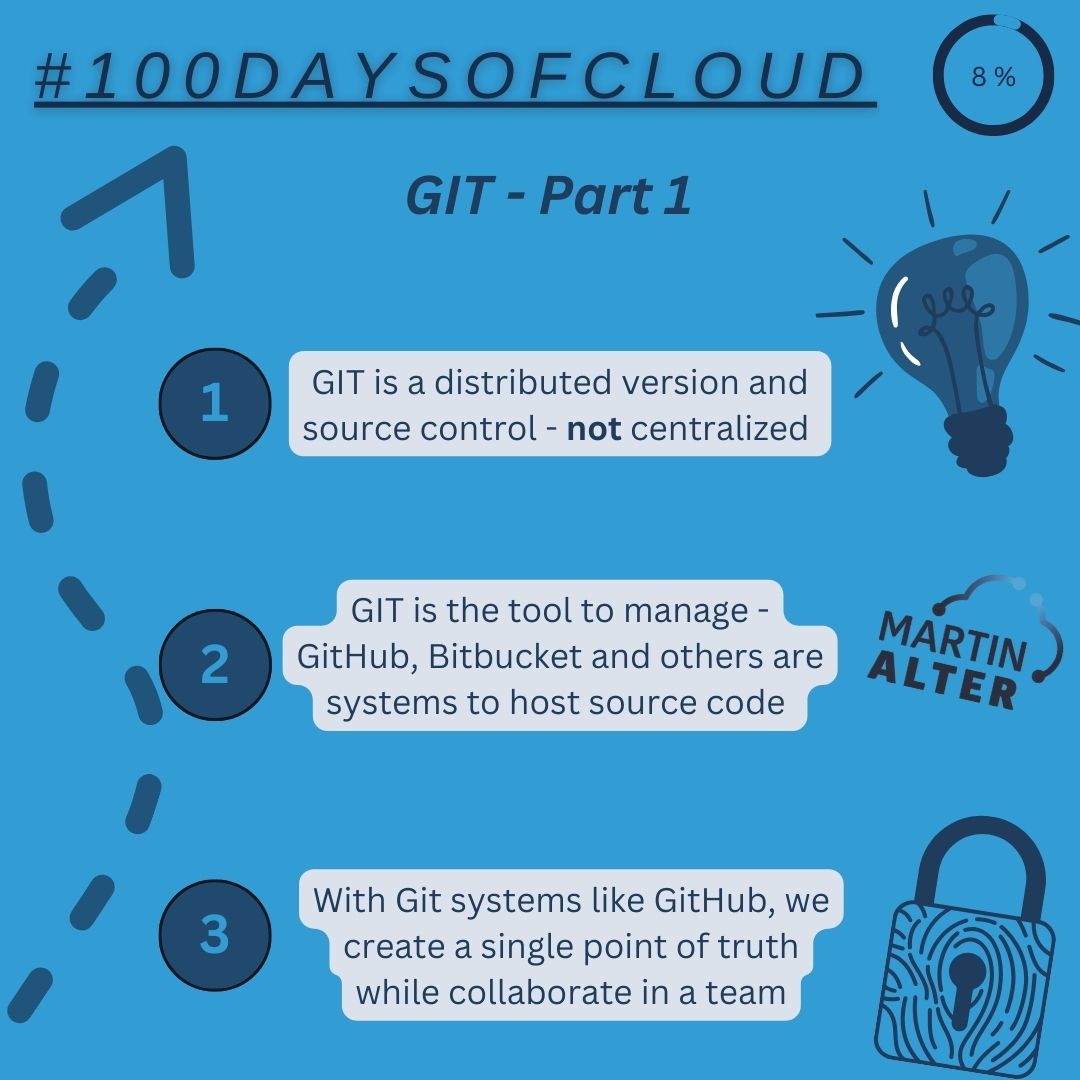 #100DAYSOFCLOUD
8 %
GIT - Part 1
1
GIT is a distributed version and
source control - not centralized
2
GIT is the tool to manage -
GitHub, Bitbucket and others are
systems to host source code
MARTIN
ALTER
3
With Git systems like GitHub, we
create a single point of truth
while collaborate in a team